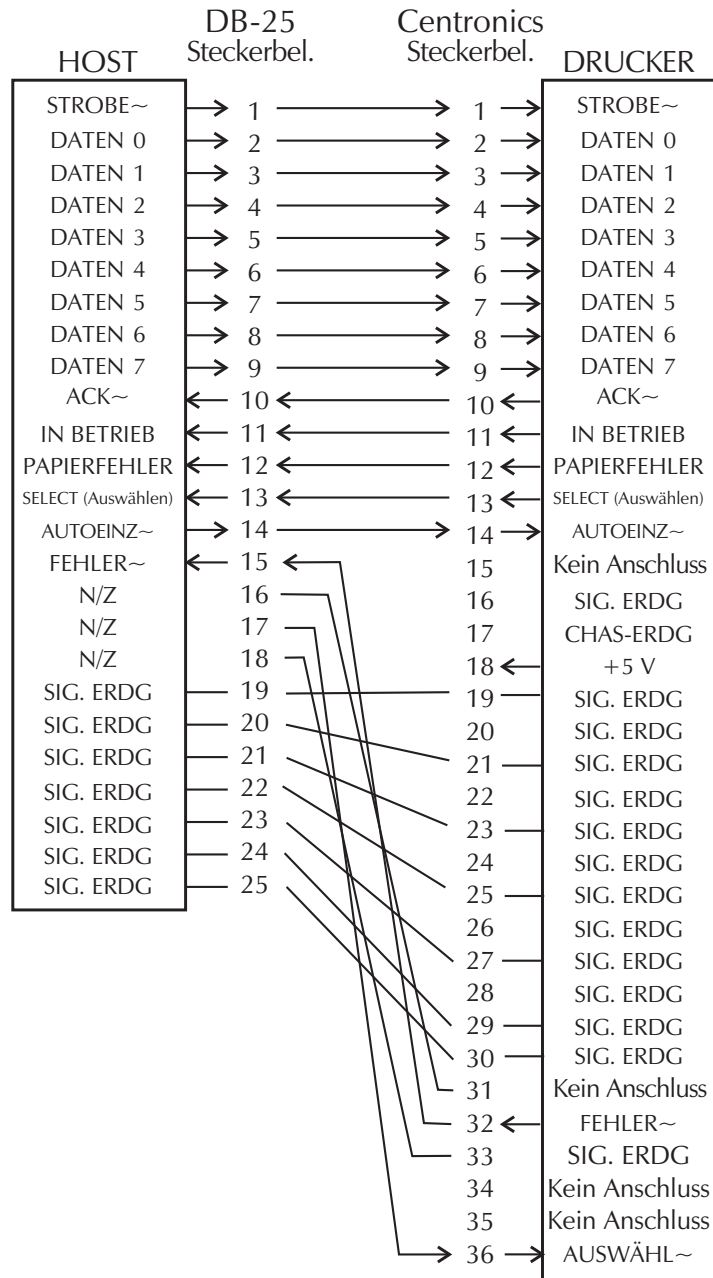 DB-25 Centronics
HOST Steckerbel. Steckerbel. DRUCKER
STROBE~ 1 1 STROBE~
DATEN 0 2 2 DATEN 0
DATEN 1 3 3 DATEN 1
DATEN 2 4 4 DATEN 2
DATEN 3 5 5 DATEN 3
DATEN 4 6 6 DATEN 4
DATEN 5 7 7 DATEN 5
DATEN 6 8 8 DATEN 6
DATEN 7 9 9 DATEN 7
ACK~ 10 10 ACK~
IN BETRIEB 11 11 IN BETRIEB
PAPIERFEHLER 12 12 PAPIERFEHLER
SELECT (Auswählen) 13 13 SELECT (Auswählen)
AUTOEINZ~ 14 14 AUTOEINZ~
FEHLER~ 15 15 Kein Anschluss
N/Z 16 16 SIG. ERDG
N/Z 17 17 CHAS-ERDG
N/Z 18 18 +5 V
SIG. ERDG 19 19 SIG. ERDG
SIG. ERDG 20 20 SIG. ERDG
SIG. ERDG 21 21 SIG. ERDG
SIG. ERDG 22 22 SIG. ERDG
SIG. ERDG 23 23 SIG. ERDG
SIG. ERDG 24 24 SIG. ERDG
SIG. ERDG 25 25 SIG. ERDG
26 SIG. ERDG
27 SIG. ERDG
28 SIG. ERDG
29 SIG. ERDG
30 SIG. ERDG
31 Kein Anschluss
32 FEHLER~
33 SIG. ERDG
34 Kein Anschluss
35 Kein Anschluss
36 AUSWÄHL~